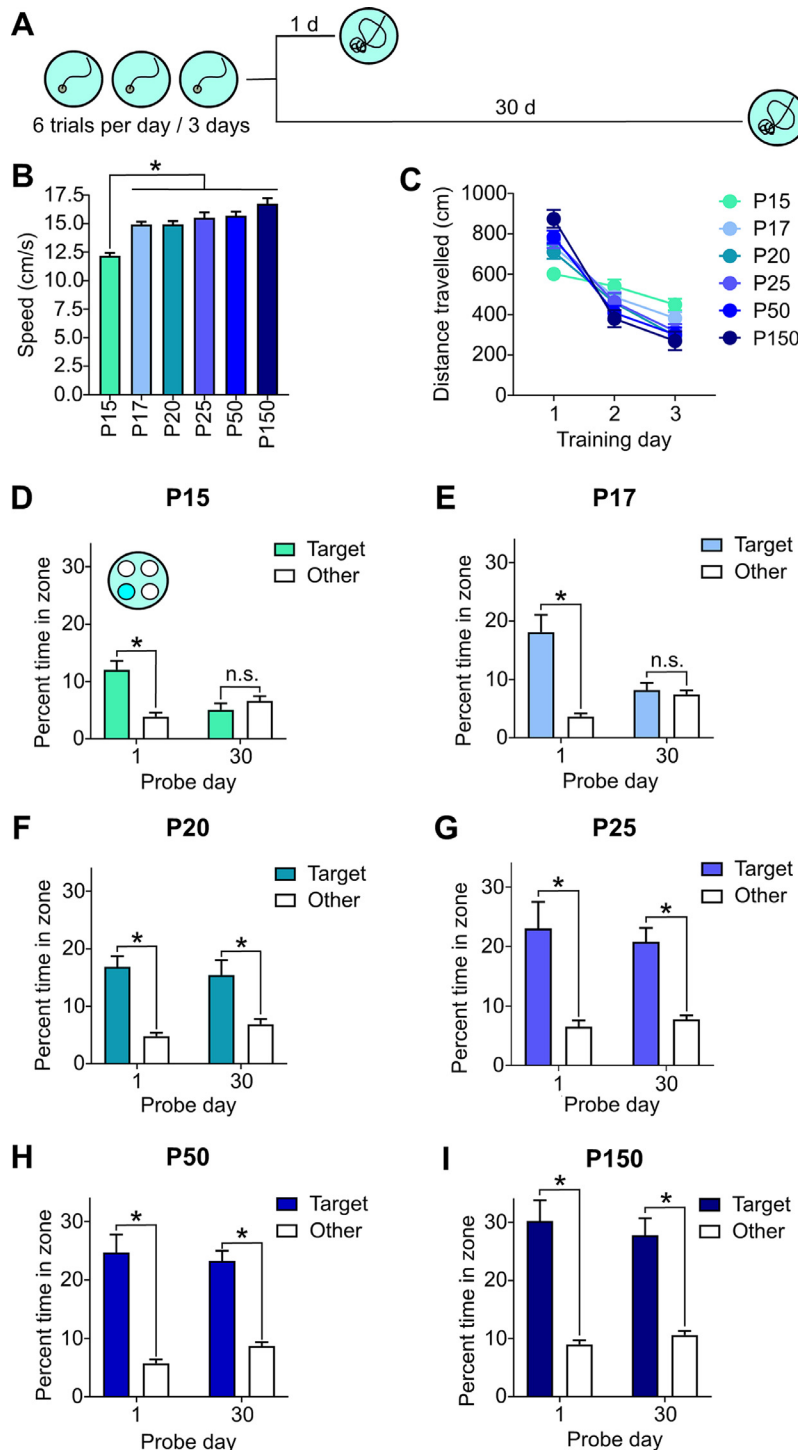 A
1 d
30 d
6 trials per day / 3 days
B
*
Speed (cm/s)
17.5
15.0
12.5
10.0
7.5
5.0
2.5
0.0
P15
P17
P20
P25
P50
P150
C
Distance travelled (cm)
1000
800
600
400
200
0
1 2 3
Training day
P15
P17
P20
P25
P50
P150
D P15
Percent time in zone
30
20
10
0
*
n.s.
Target
Other
1 30
Probe day
E P17
Percent time in zone
30
20
10
0
*
n.s.
Target
Other
1 30
Probe day
F P20
Percent time in zone
30
20
10
0
* *
Target
Other
1 30
Probe day
G P25
Percent time in zone
30
20
10
0
* *
Target
Other
1 30
Probe day
H P50
Percent time in zone
30
20
10
0
* *
Target
Other
1 30
Probe day
I P150
Percent time in zone
30
20
10
0
* *
Target
Other
1 30
Probe day